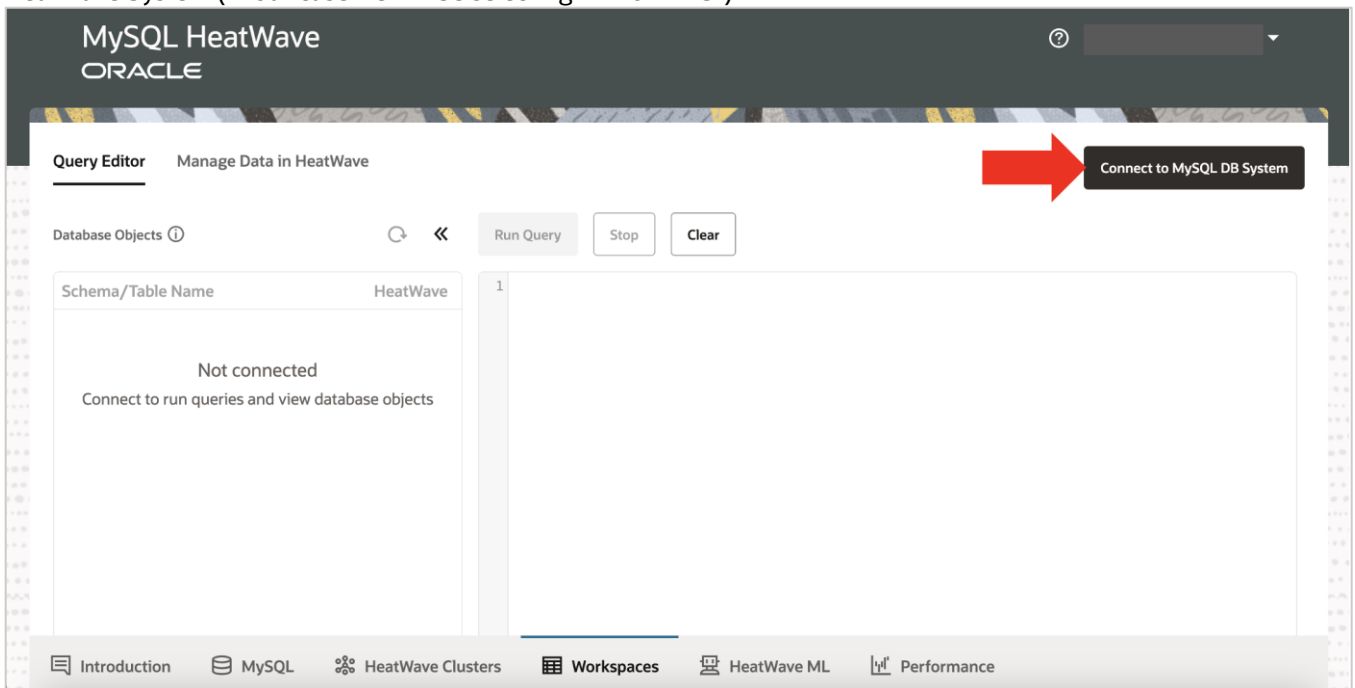 MySQL HeatWave
ORACLE
Query Editor Manage Data in HeatWave Connect to MySQL DB System
Database Objects Run Query Stop Clear
Schema/Table Name HeatWave 1
Not connected
Connect to run queries and view database objects
Introduction MySQL HeatWave Clusters Workspaces HeatWave ML Performance